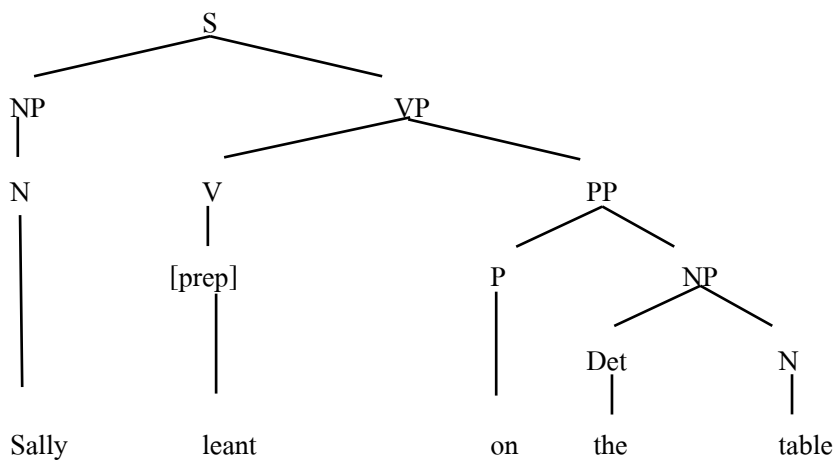 S
NP VP
N V PP
[prep] P NP
Det N
Sally leant on the table